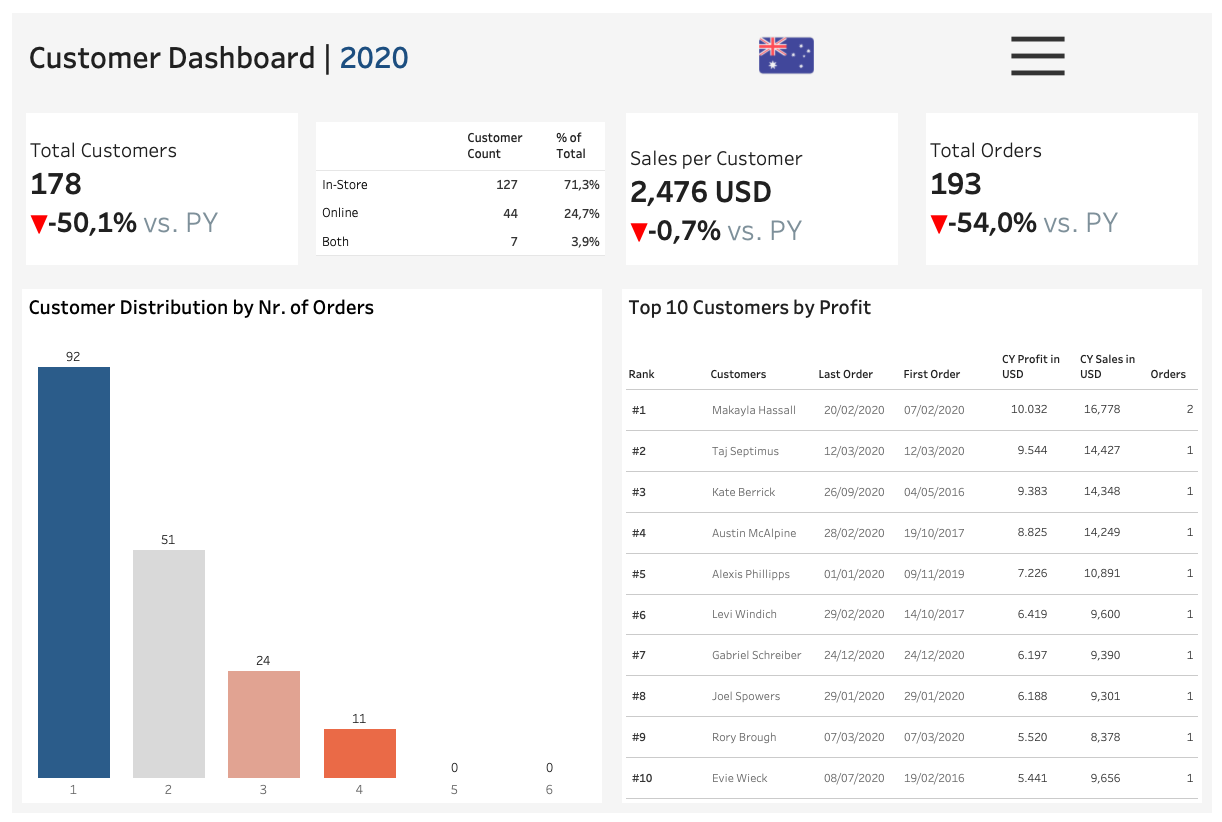 Customer Dashboard | 2020
Total Customers
178
▼-50,1% vs. PY
Customer Count % of Total
In-Store 127 71,3%
Online 44 24,7%
Both 7 3,9%
Sales per Customer
2,476 USD
▼-0,7% vs. PY
Total Orders
193
▼-54,0% vs. PY
Customer Distribution by Nr. of Orders
92
51
24
11
0
0
1 2 3 4 5 6
Top 10 Customers by Profit
Rank Customers Last Order First Order CY Profit in USD CY Sales in USD Orders
#1 Makayla Hassall 20/02/2020 07/02/2020 10.032 16,778 2
#2 Taj Septimus 12/03/2020 12/03/2020 9.544 14,427 1
#3 Kate Berrick 26/09/2020 04/05/2016 9.383 14,348 1
#4 Austin McAlpine 28/02/2020 19/10/2017 8.825 14,249 1
#5 Alexis Phillipps 01/01/2020 09/11/2019 7.226 10,891 1
#6 Levi Windich 29/02/2020 14/10/2017 6.419 9,600 1
#7 Gabriel Schreiber 24/12/2020 24/12/2020 6.197 9,390 1
#8 Joel Spowers 29/01/2020 29/01/2020 6.188 9,301 1
#9 Rory Brough 07/03/2020 07/03/2020 5.520 8,378 1
#10 Evie Wieck 08/07/2020 19/02/2016 5.441 9,656 1